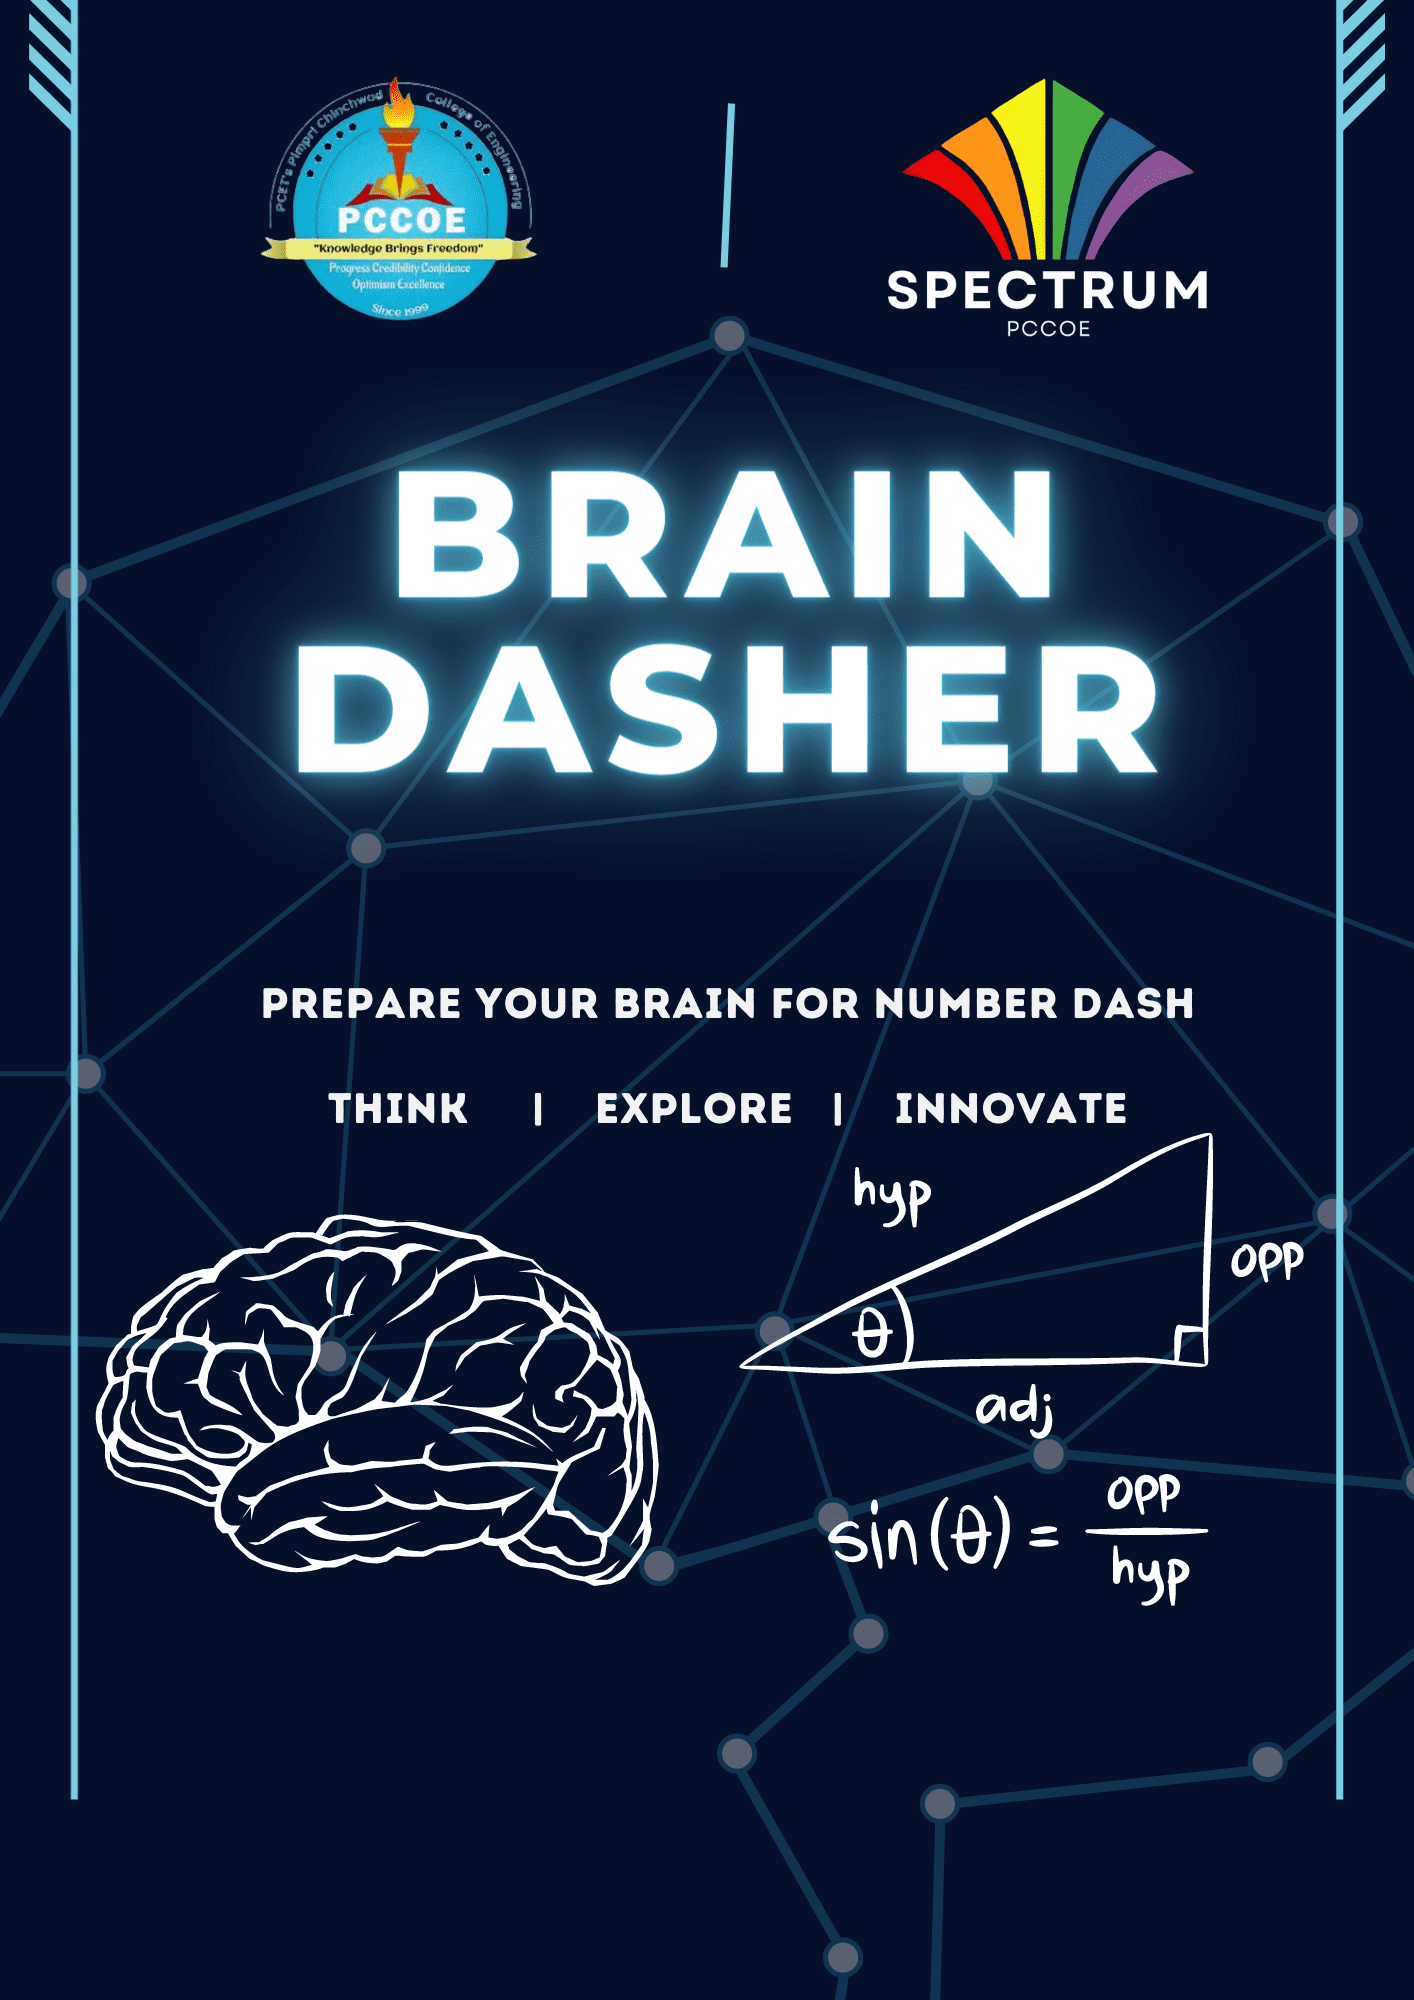 PCET's Pimpri Chinchwad College of Engineering
PCCOE
"Knowledge Brings Freedom"
Progress Credibility Confidence
Optimism Excellence
Since 1999
SPECTRUM
PCCOE
BRAIN
DASHER
PREPARE YOUR BRAIN FOR NUMBER DASH
THINK | EXPLORE | INNOVATE
hyp
opp
θ
adj
sin(θ) = opp
hyp